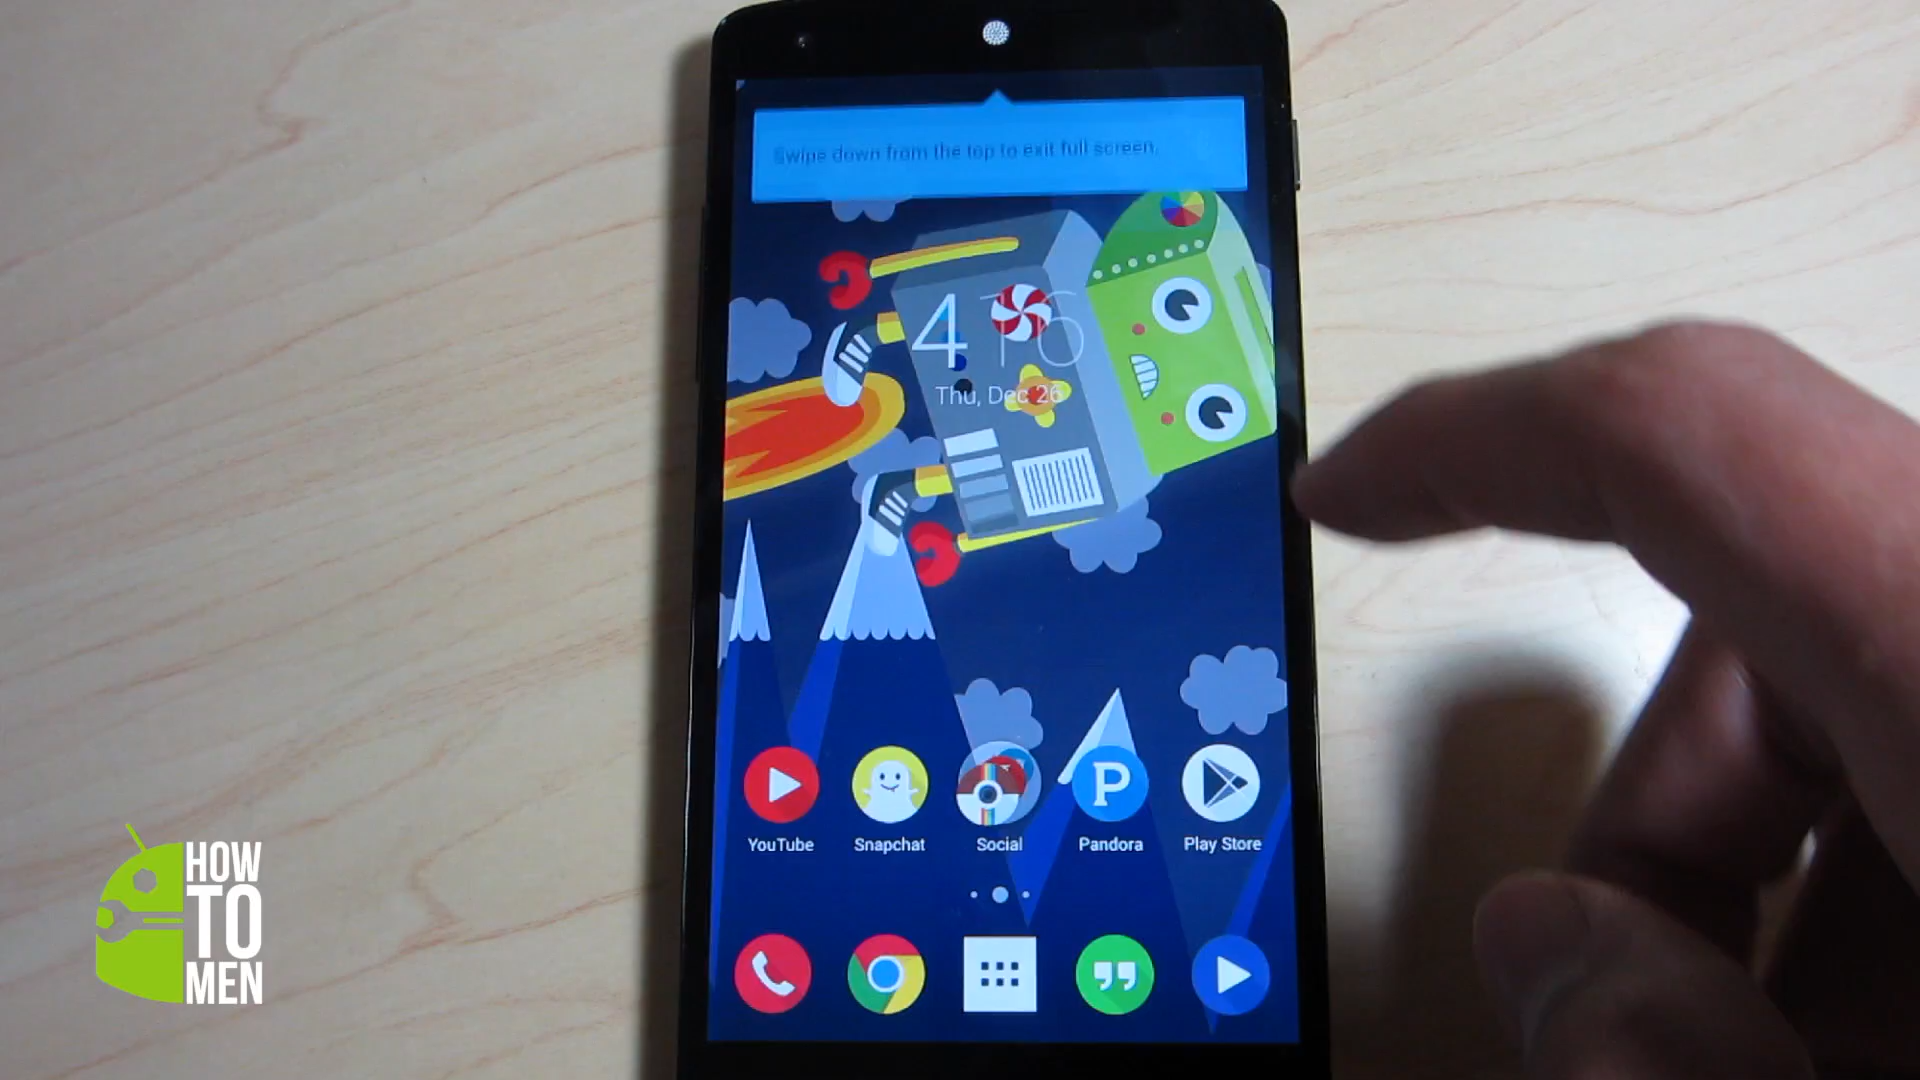 Swipe down from the top to exit full screen.
4 16
Thu, Dec 26
YouTube
Snapchat
Social
P
Pandora
Play Store
HOW
TO
MEN